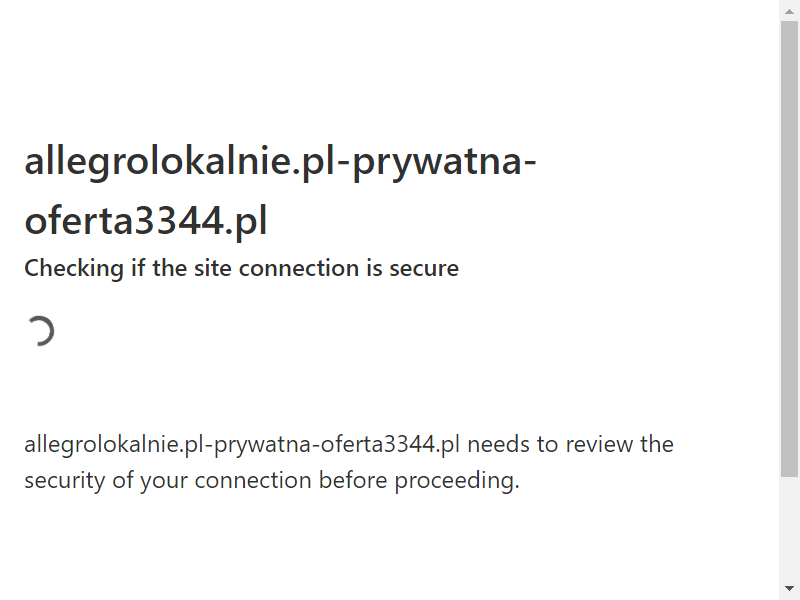 allegrolokalnie.pl-prywatna-
oferta3344.pl
Checking if the site connection is secure
allegrolokalnie.pl-prywatna-oferta3344.pl needs to review the
security of your connection before proceeding.